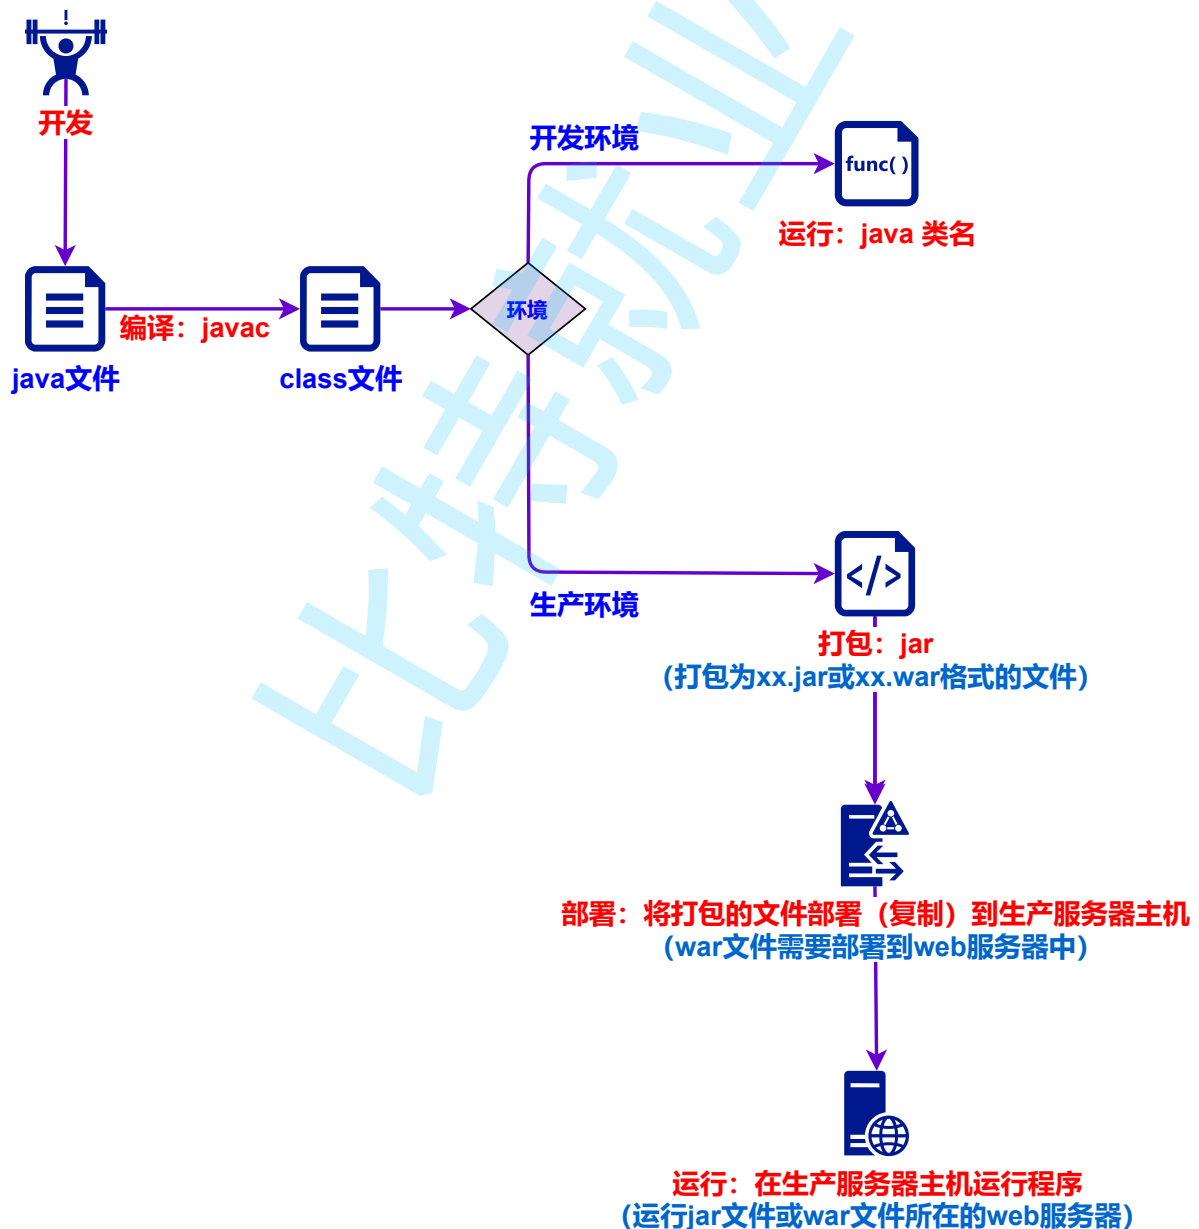 开发
开发环境
func( )
运行：java 类名
环境
编译：javac
java文件
class文件
生产环境
</>
打包：jar
（打包为xx.jar或xx.war格式的文件）
部署：将打包的文件部署（复制）到生产服务器主机
（war文件需要部署到web服务器中）
运行：在生产服务器主机运行程序
（运行jar文件或war文件所在的web服务器）
比特就业